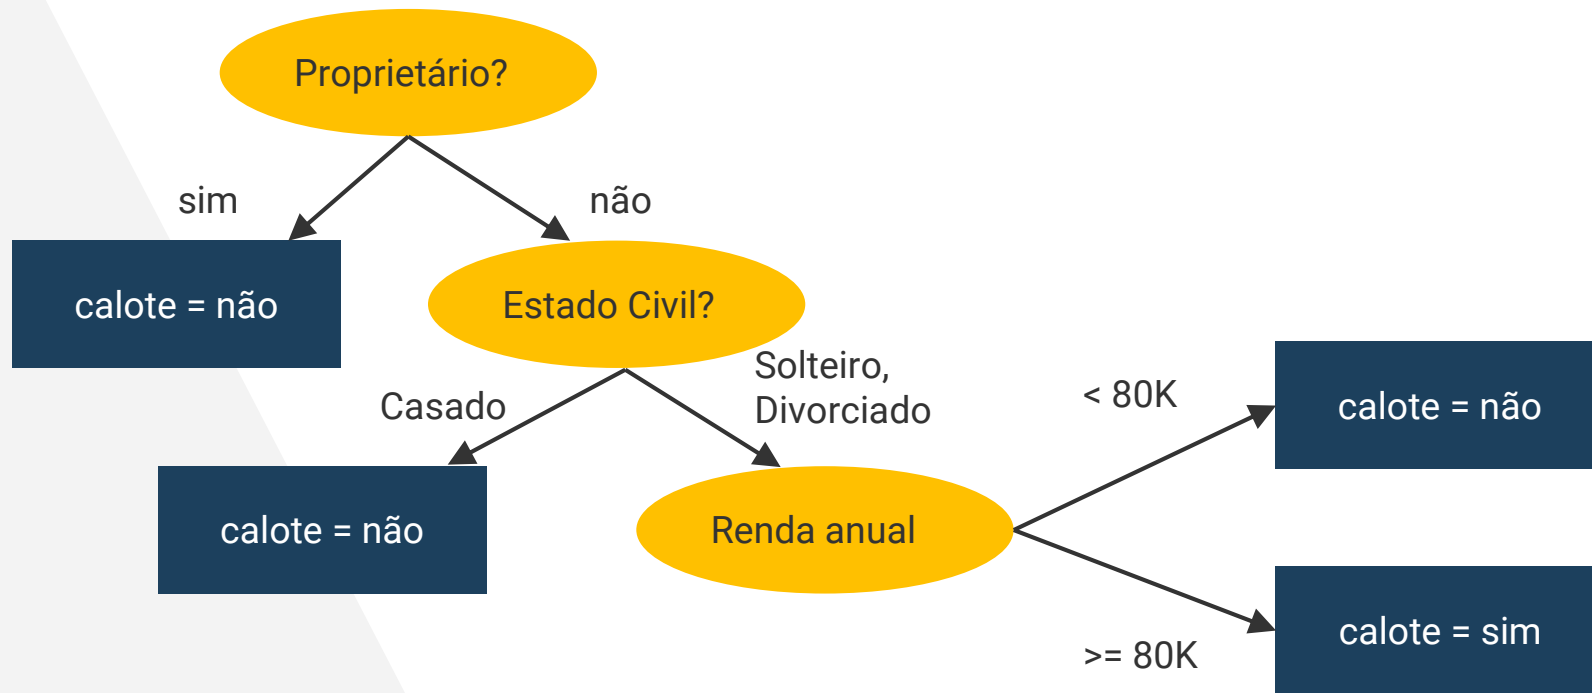 Proprietário?
sim
não
calote = não
Estado Civil?
Casado
Solteiro,
Divorciado
calote = não
Renda anual
< 80K
calote = não
>= 80K
calote = sim